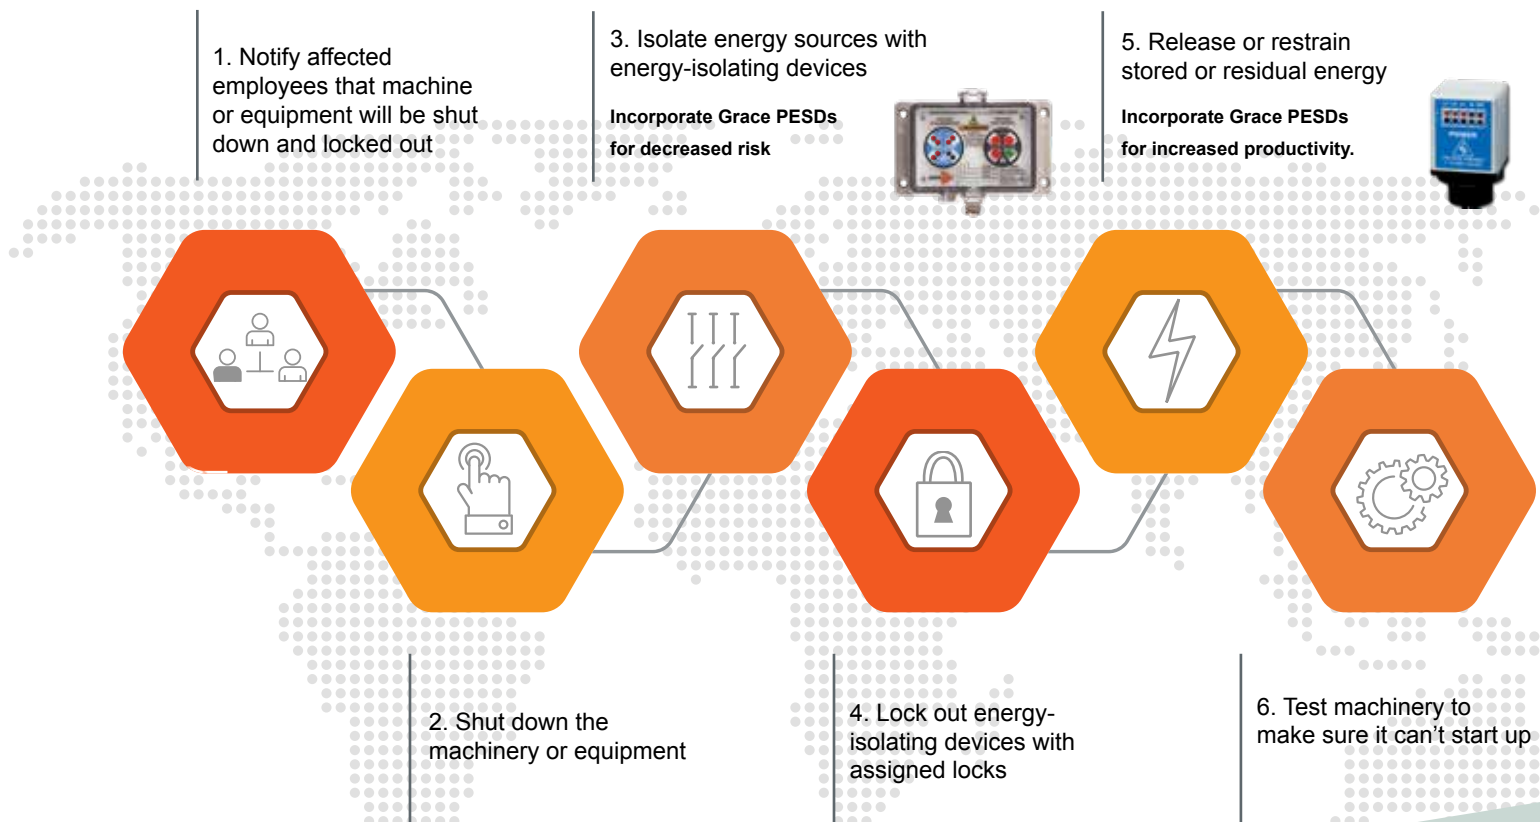 1. Notify affected
employees that machine
or equipment will be shut
down and locked out
3. Isolate energy sources with
energy-isolating devices
Incorporate Grace PESDs
for decreased risk
5. Release or restrain
stored or residual energy
Incorporate Grace PESDs
for increased productivity.
2. Shut down the
machinery or equipment
4. Lock out energy-
isolating devices with
assigned locks
6. Test machinery to
make sure it can't start up